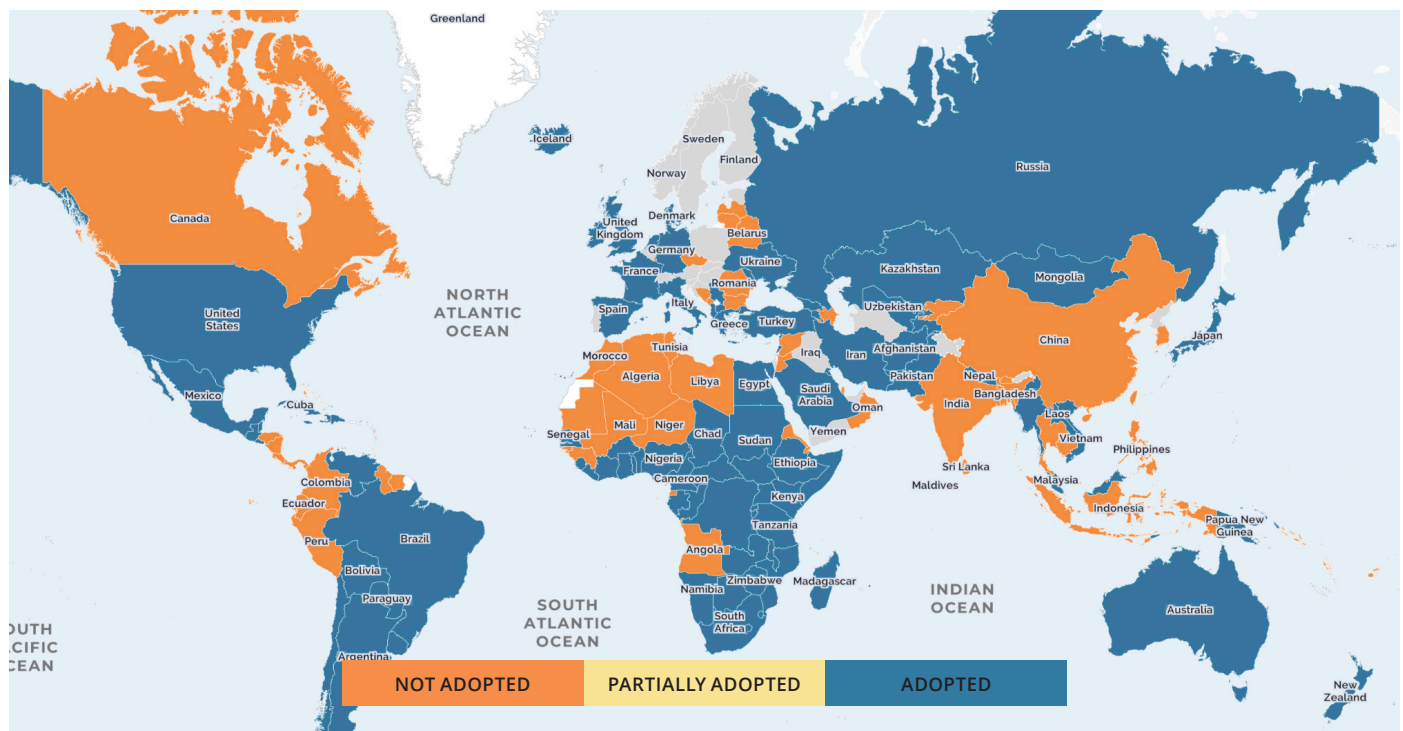 Greenland
Iceland
Sweden
Finland
Norway
Russia
Canada
Denmark
United
Kingdom
Belarus
Germany
Ukraine
France
Kazakhstan
Mongolia
Romania
NORTH
ATLANTIC
OCEAN
Italy
Uzbekistan
United
States
Spain
Greece
Turkey
China
Japan
Tunisia
Morocco
Iraq
Iran
Afghanistan
Algeria
Libya
Egypt
Pakistan
Nepal
Mexico
Saudi
Arabia
Bangladesh
Cuba
Oman
India
Laos
Mali
Niger
Senegal
Chad
Sudan
Yemen
Vietnam
Philippines
Nigeria
Ethiopia
Sri Lanka
Colombia
Cameroon
Maldives
Malaysia
Ecuador
Kenya
Indonesia
Tanzania
Papua New
Guinea
Peru
Brazil
Angola
Bolivia
Zimbabwe
Madagascar
Namibia
INDIAN
OCEAN
Paraguay
SOUTH
ATLANTIC
OCEAN
South
Africa
Australia
OUTH
CIFIC
CEAN
Argentina
NOT ADOPTED
PARTIALLY ADOPTED
ADOPTED
New
Zealand